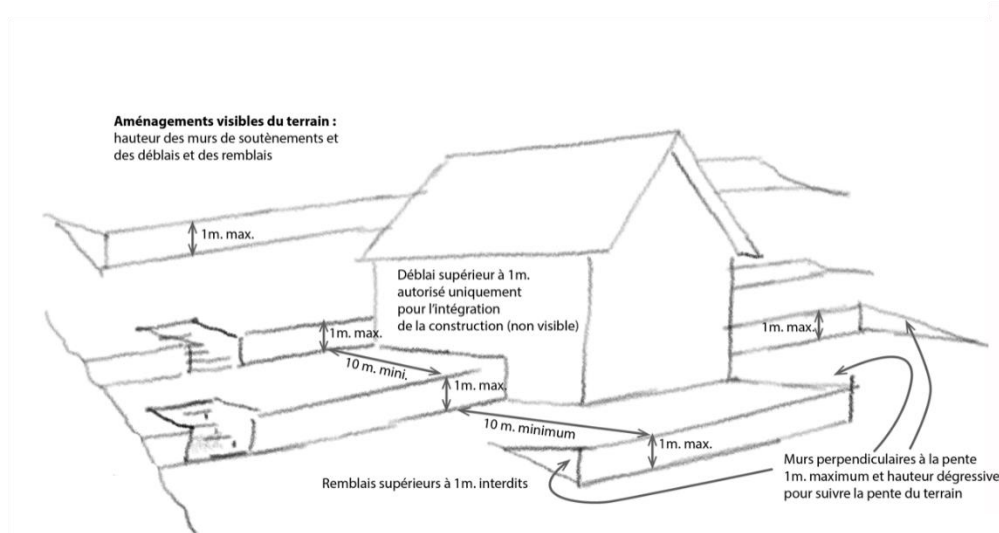 Aménagements visibles du terrain :
hauteur des murs de soutènements et
des déblais et des remblais
1m. max.
Déblai supérieur à 1m.
autorisé uniquement
pour l'intégration
de la construction (non visible)
1m. max.
1m. max.
10 m. mini.
1m. max.
10 m. minimum
1m. max.
Remblais supérieurs à 1m. interdits
Murs perpendiculaires à la pente
1m. maximum et hauteur dégressive
pour suivre la pente du terrain